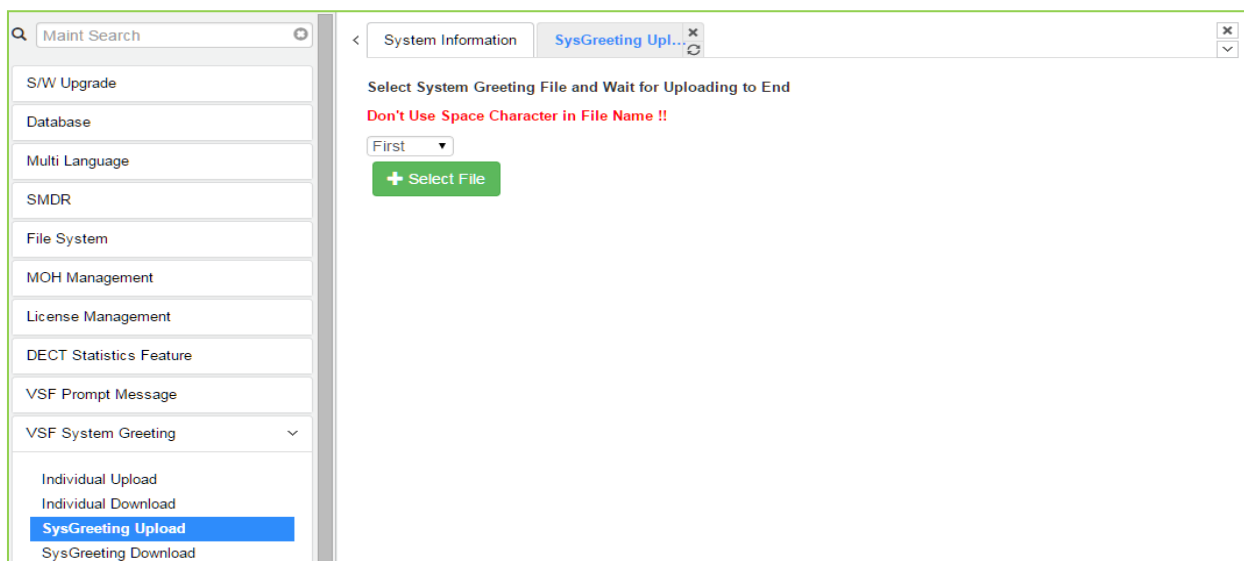 Maint Search
S/W Upgrade
Database
Multi Language
SMDR
File System
MOH Management
License Management
DECT Statistics Feature
VSF Prompt Message
VSF System Greeting
Individual Upload
Individual Download
SysGreeting Upload
SysGreeting Download
System Information
SysGreeting Upl...
Select System Greeting File and Wait for Uploading to End
Don't Use Space Character in File Name !!
First
Select File